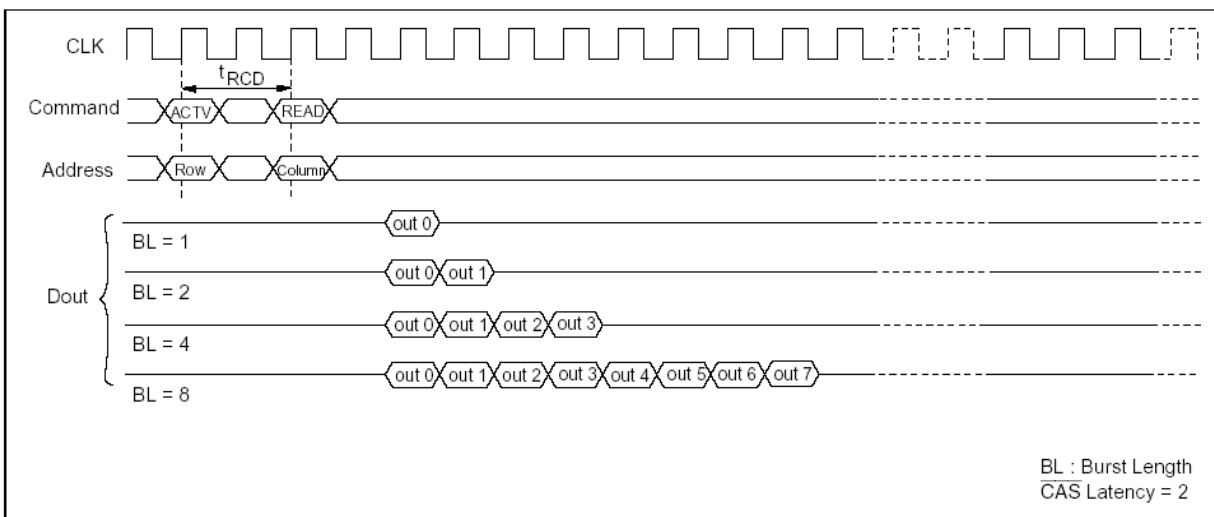 CLK
tRCD
Command ACTV READ
Address Row Column
out 0
BL = 1
out 0 out 1
BL = 2
Dout
out 0 out 1 out 2 out 3
BL = 4
out 0 out 1 out 2 out 3 out 4 out 5 out 6 out 7
BL = 8
BL : Burst Length
CAS Latency = 2